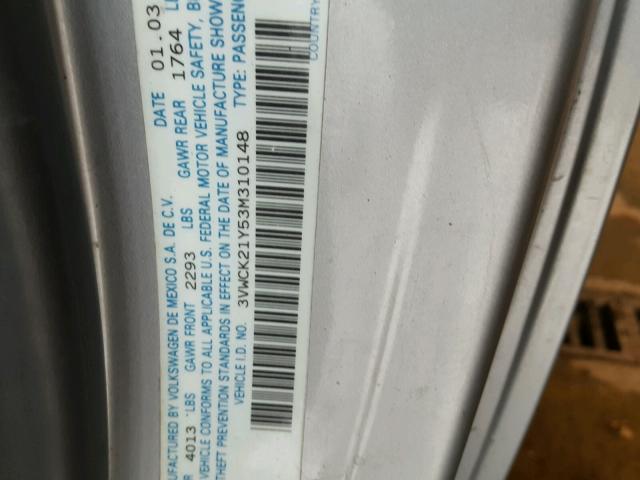 UFACTURED BY VOLKSWAGEN DE MEXICO S.A. DE C.V. DATE 01.03
R 4013 LBS GAWR FRONT 2293 LBS GAWR REAR 1764 L
VEHICLE CONFORMS TO ALL APPLICABLE U.S. FEDERAL MOTOR VEHICLE SAFETY, B
THEFT PREVENTION STANDARDS IN EFFECT ON THE DATE OF MANUFACTURE SHOW
VEHICLE I.D. NO. 3VWCK21Y53M310148 TYPE: PASSENG
COUNTRY